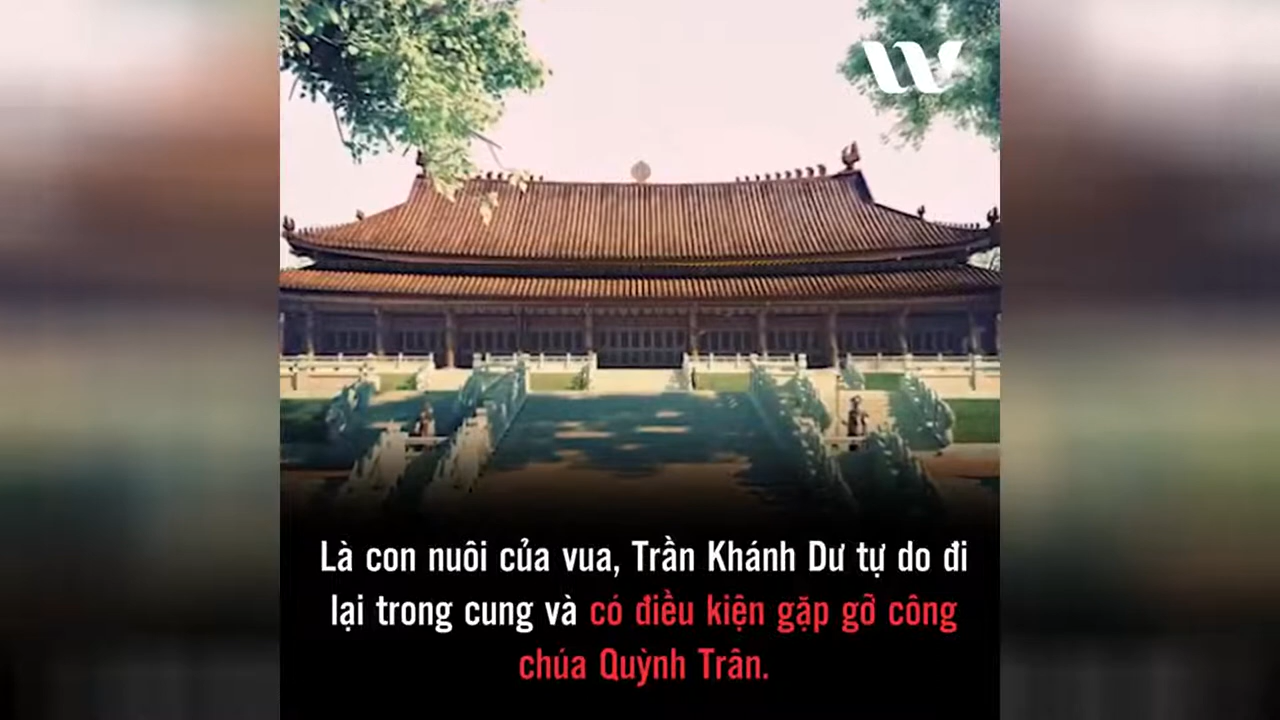 W
Là con nuôi của vua, Trần Khánh Dư tự do đi
lại trong cung và có điều kiện gặp gỡ công
chúa Quỳnh Trân.